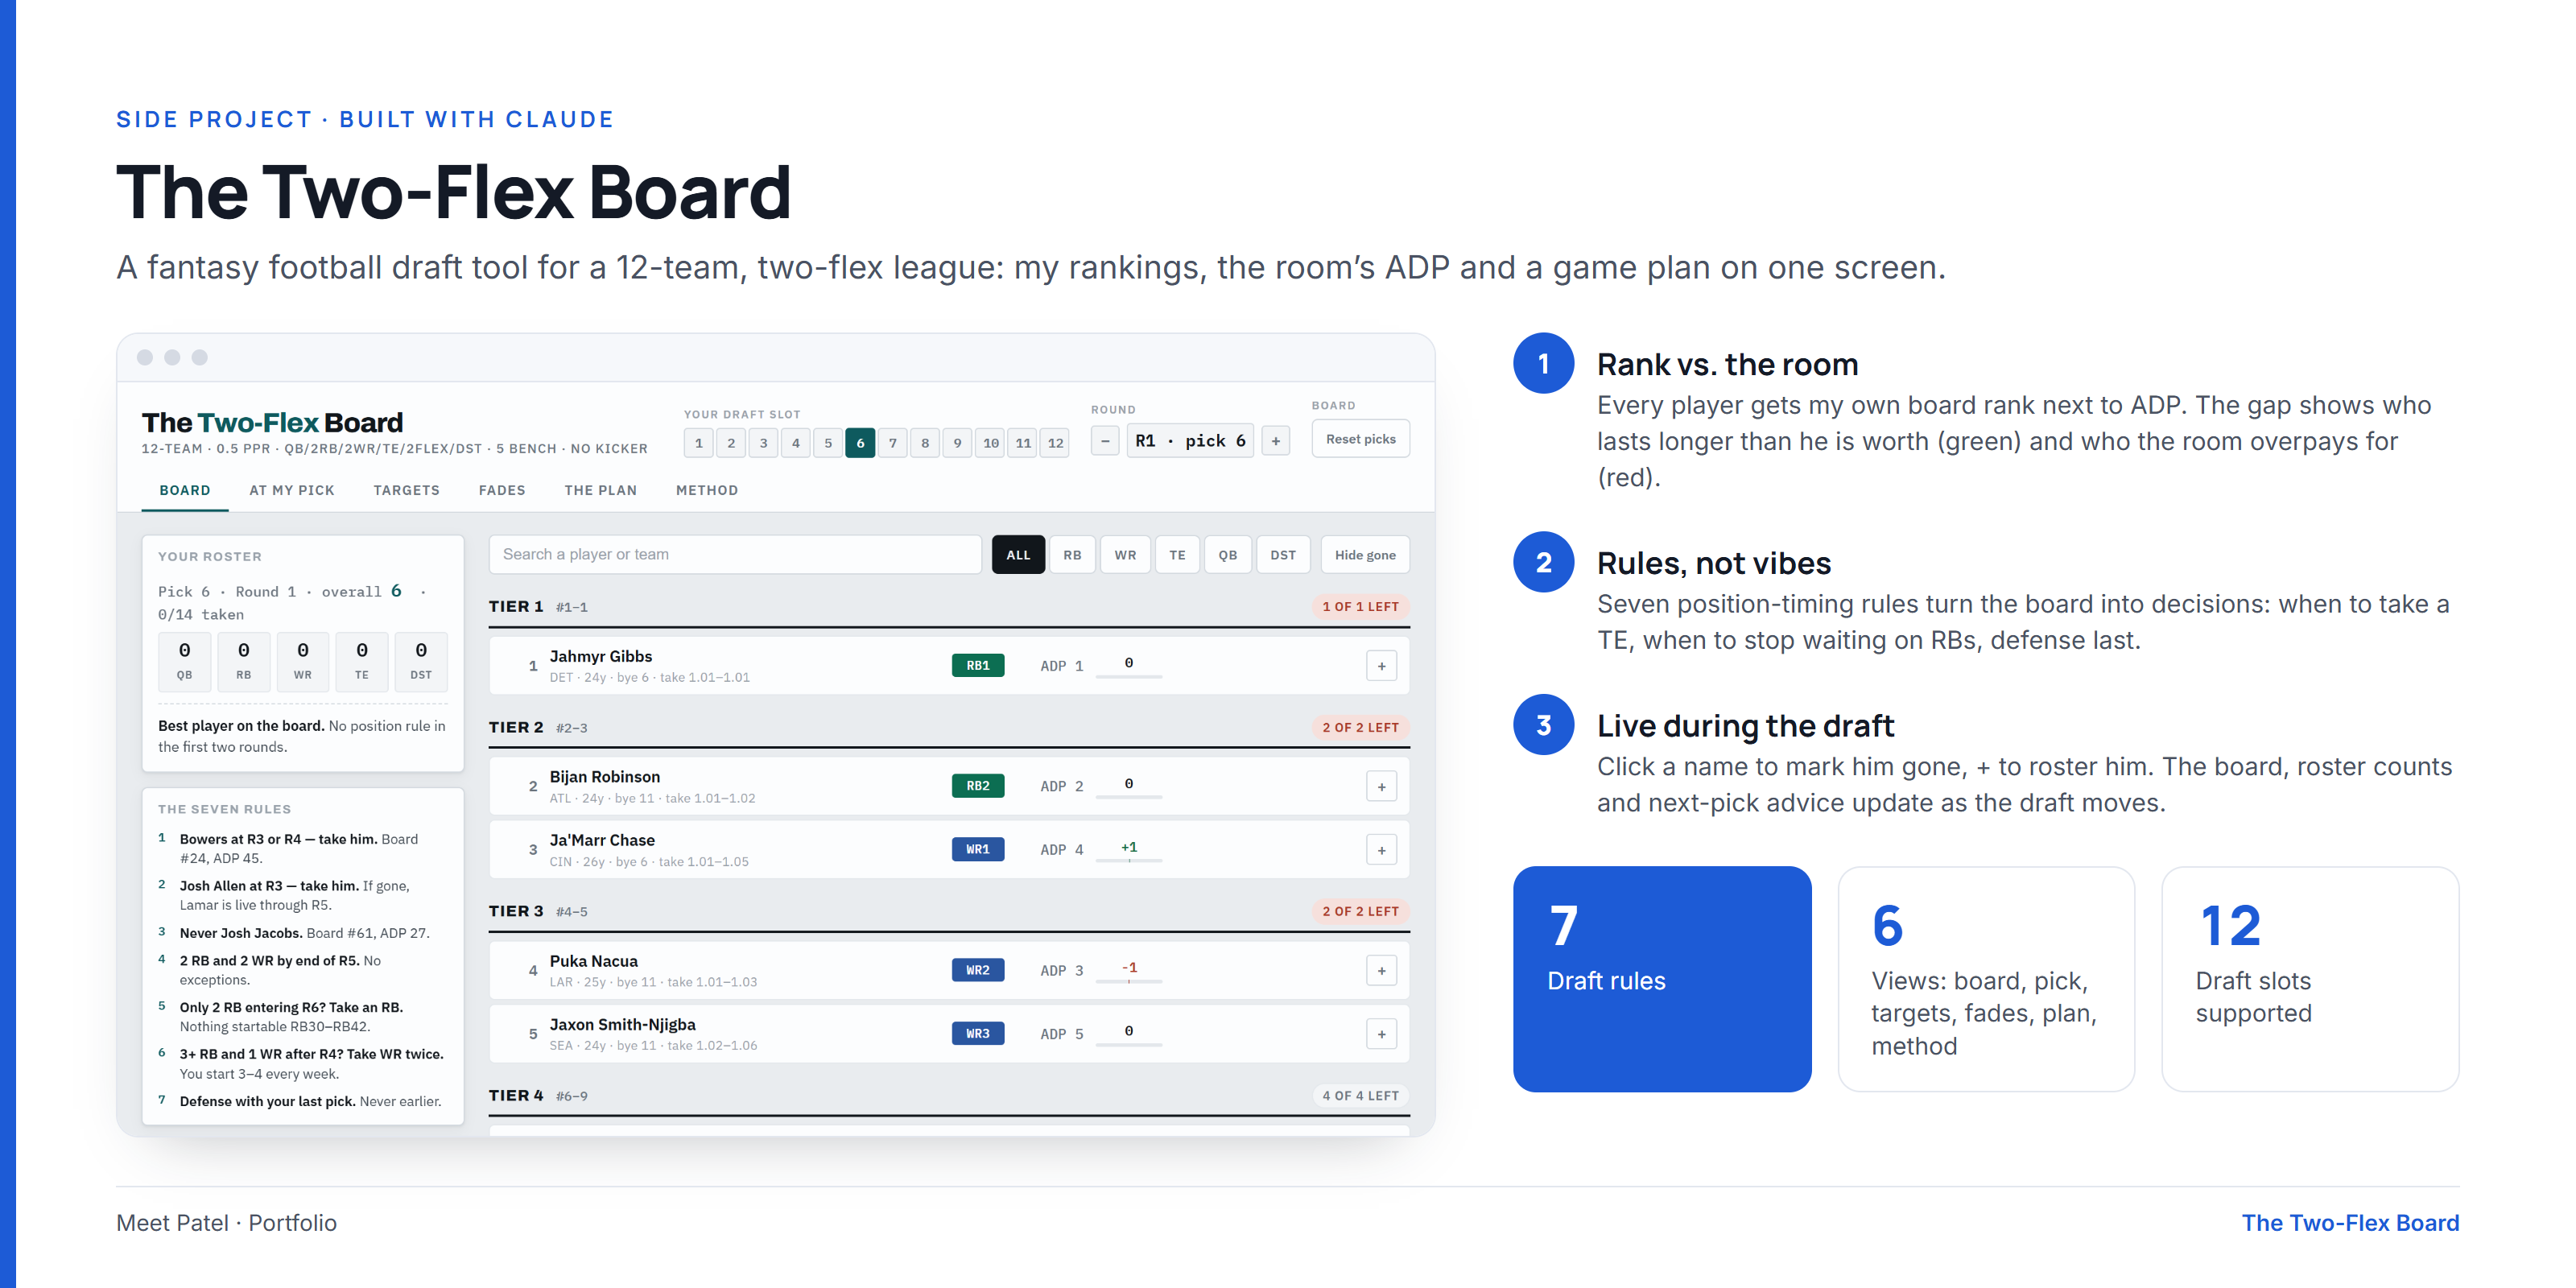 SIDE PROJECT · BUILT WITH CLAUDE
The Two-Flex Board
A fantasy football draft tool for a 12-team, two-flex league: my rankings, the room’s ADP and a game plan on one screen.
The Two-Flex Board
12-TEAM · 0.5 PPR · QB/2RB/2WR/TE/2FLEX/DST · 5 BENCH · NO KICKER
YOUR DRAFT SLOT
1 2 3 4 5 6 7 8 9 10 11 12
ROUND
− R1 · pick 6 +
BOARD
Reset picks
BOARD AT MY PICK TARGETS FADES THE PLAN METHOD
YOUR ROSTER
Pick 6 · Round 1 · overall 6 ·
0/14 taken
0 0 0 0 0
QB RB WR TE DST
Best player on the board. No position rule in
the first two rounds.
THE SEVEN RULES
1 Bowers at R3 or R4 — take him. Board
#24, ADP 45.
2 Josh Allen at R3 — take him. If gone,
Lamar is live through R5.
3 Never Josh Jacobs. Board #61, ADP 27.
4 2 RB and 2 WR by end of R5. No
exceptions.
5 Only 2 RB entering R6? Take an RB.
Nothing startable RB30–RB42.
6 3+ RB and 1 WR after R4? Take WR twice.
You start 3–4 every week.
7 Defense with your last pick. Never earlier.
Search a player or team
ALL RB WR TE QB DST Hide gone
TIER 1 #1–1 1 OF 1 LEFT
1 Jahmyr Gibbs RB1 ADP 1 0 +
DET · 24y · bye 6 · take 1.01–1.01
TIER 2 #2–3 2 OF 2 LEFT
2 Bijan Robinson RB2 ADP 2 0 +
ATL · 24y · bye 11 · take 1.01–1.02
3 Ja'Marr Chase WR1 ADP 4 +1 +
CIN · 26y · bye 6 · take 1.01–1.05
TIER 3 #4–5 2 OF 2 LEFT
4 Puka Nacua WR2 ADP 3 -1 +
LAR · 25y · bye 11 · take 1.01–1.03
5 Jaxon Smith-Njigba WR3 ADP 5 0 +
SEA · 24y · bye 11 · take 1.02–1.06
TIER 4 #6–9 4 OF 4 LEFT
1 Rank vs. the room
Every player gets my own board rank next to ADP. The gap shows who
lasts longer than he is worth (green) and who the room overpays for
(red).
2 Rules, not vibes
Seven position-timing rules turn the board into decisions: when to take a
TE, when to stop waiting on RBs, defense last.
3 Live during the draft
Click a name to mark him gone, + to roster him. The board, roster counts
and next-pick advice update as the draft moves.
7
Draft rules
6
Views: board, pick,
targets, fades, plan,
method
12
Draft slots
supported
Meet Patel · Portfolio
The Two-Flex Board